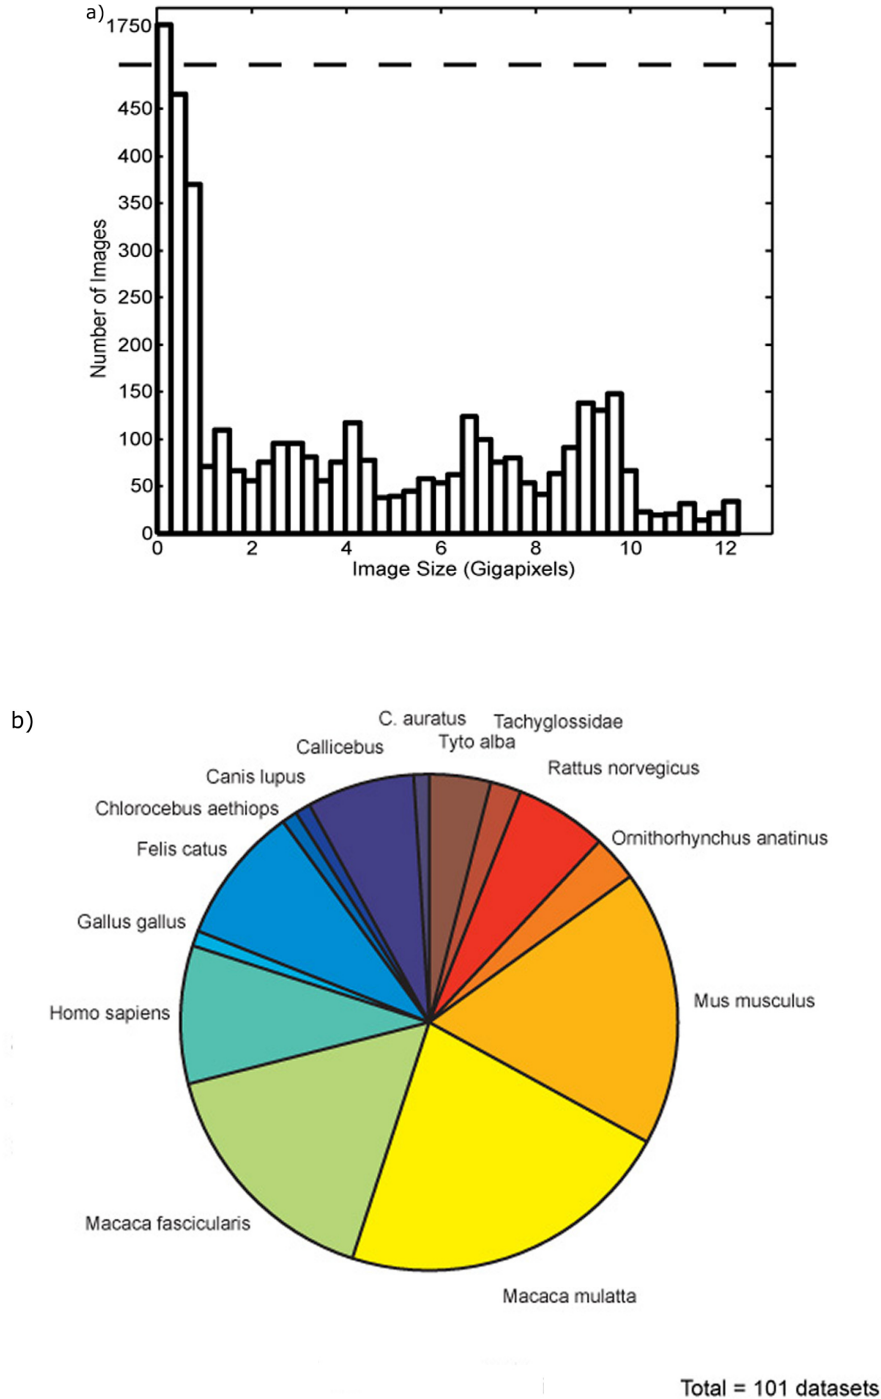 a)
1750
450
400
350
300
250
200
150
100
50
0
Number of Images
0 2 4 6 8 10 12
Image Size (Gigapixels)
b)
C. auratus
Tachyglossidae
Tyto alba
Callicebus
Rattus norvegicus
Canis lupus
Chlorocebus aethiops
Ornithorhynchus anatinus
Felis catus
Gallus gallus
Mus musculus
Homo sapiens
Macaca fascicularis
Macaca mulatta
Total = 101 datasets